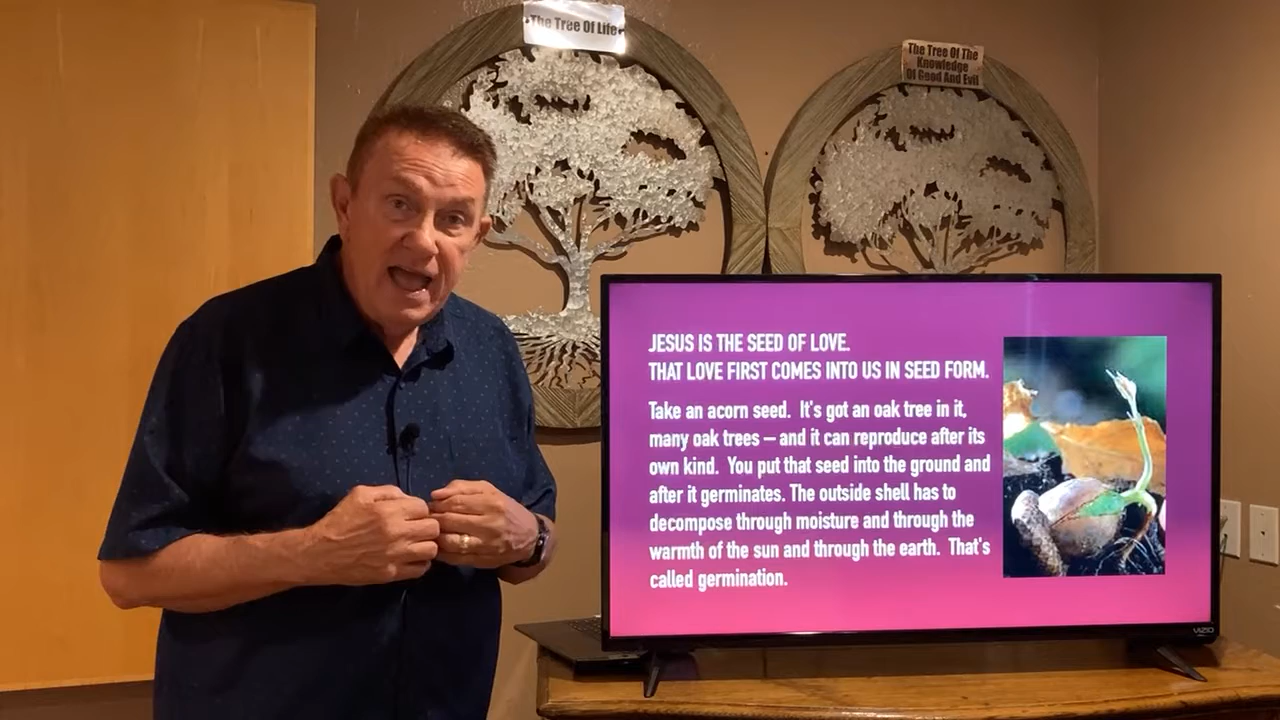 The Tree Of Life
The Tree Of The
Knowledge
Of Good And Evil
JESUS IS THE SEED OF LOVE.
THAT LOVE FIRST COMES INTO US IN SEED FORM.
Take an acorn seed. It's got an oak tree in it,
many oak trees – and it can reproduce after its
own kind. You put that seed into the ground and
after it germinates. The outside shell has to
decompose through moisture and through the
warmth of the sun and through the earth. That's
called germination.
VIZIO